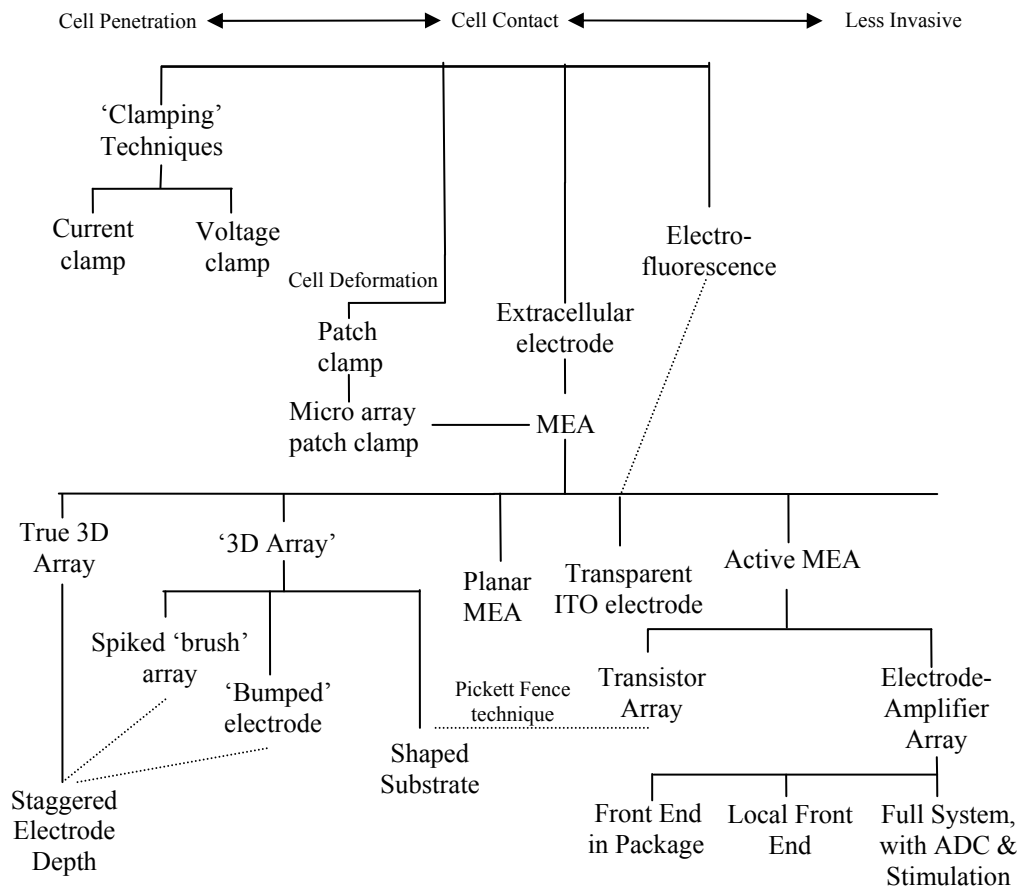 Cell Penetration
Cell Contact
Less Invasive
‘Clamping’
Techniques
Current
clamp
Voltage
clamp
Electro-
fluorescence
Cell Deformation
Extracellular
electrode
Patch
clamp
Micro array
patch clamp
MEA
True 3D
Array
‘3D Array’
Planar
MEA
Transparent
ITO electrode
Active MEA
Spiked ‘brush’
array
‘Bumped’
electrode
Shaped
Substrate
Pickett Fence
technique
Transistor
Array
Electrode-
Amplifier
Array
Staggered
Electrode
Depth
Front End
in Package
Local Front
End
Full System,
with ADC &
Stimulation